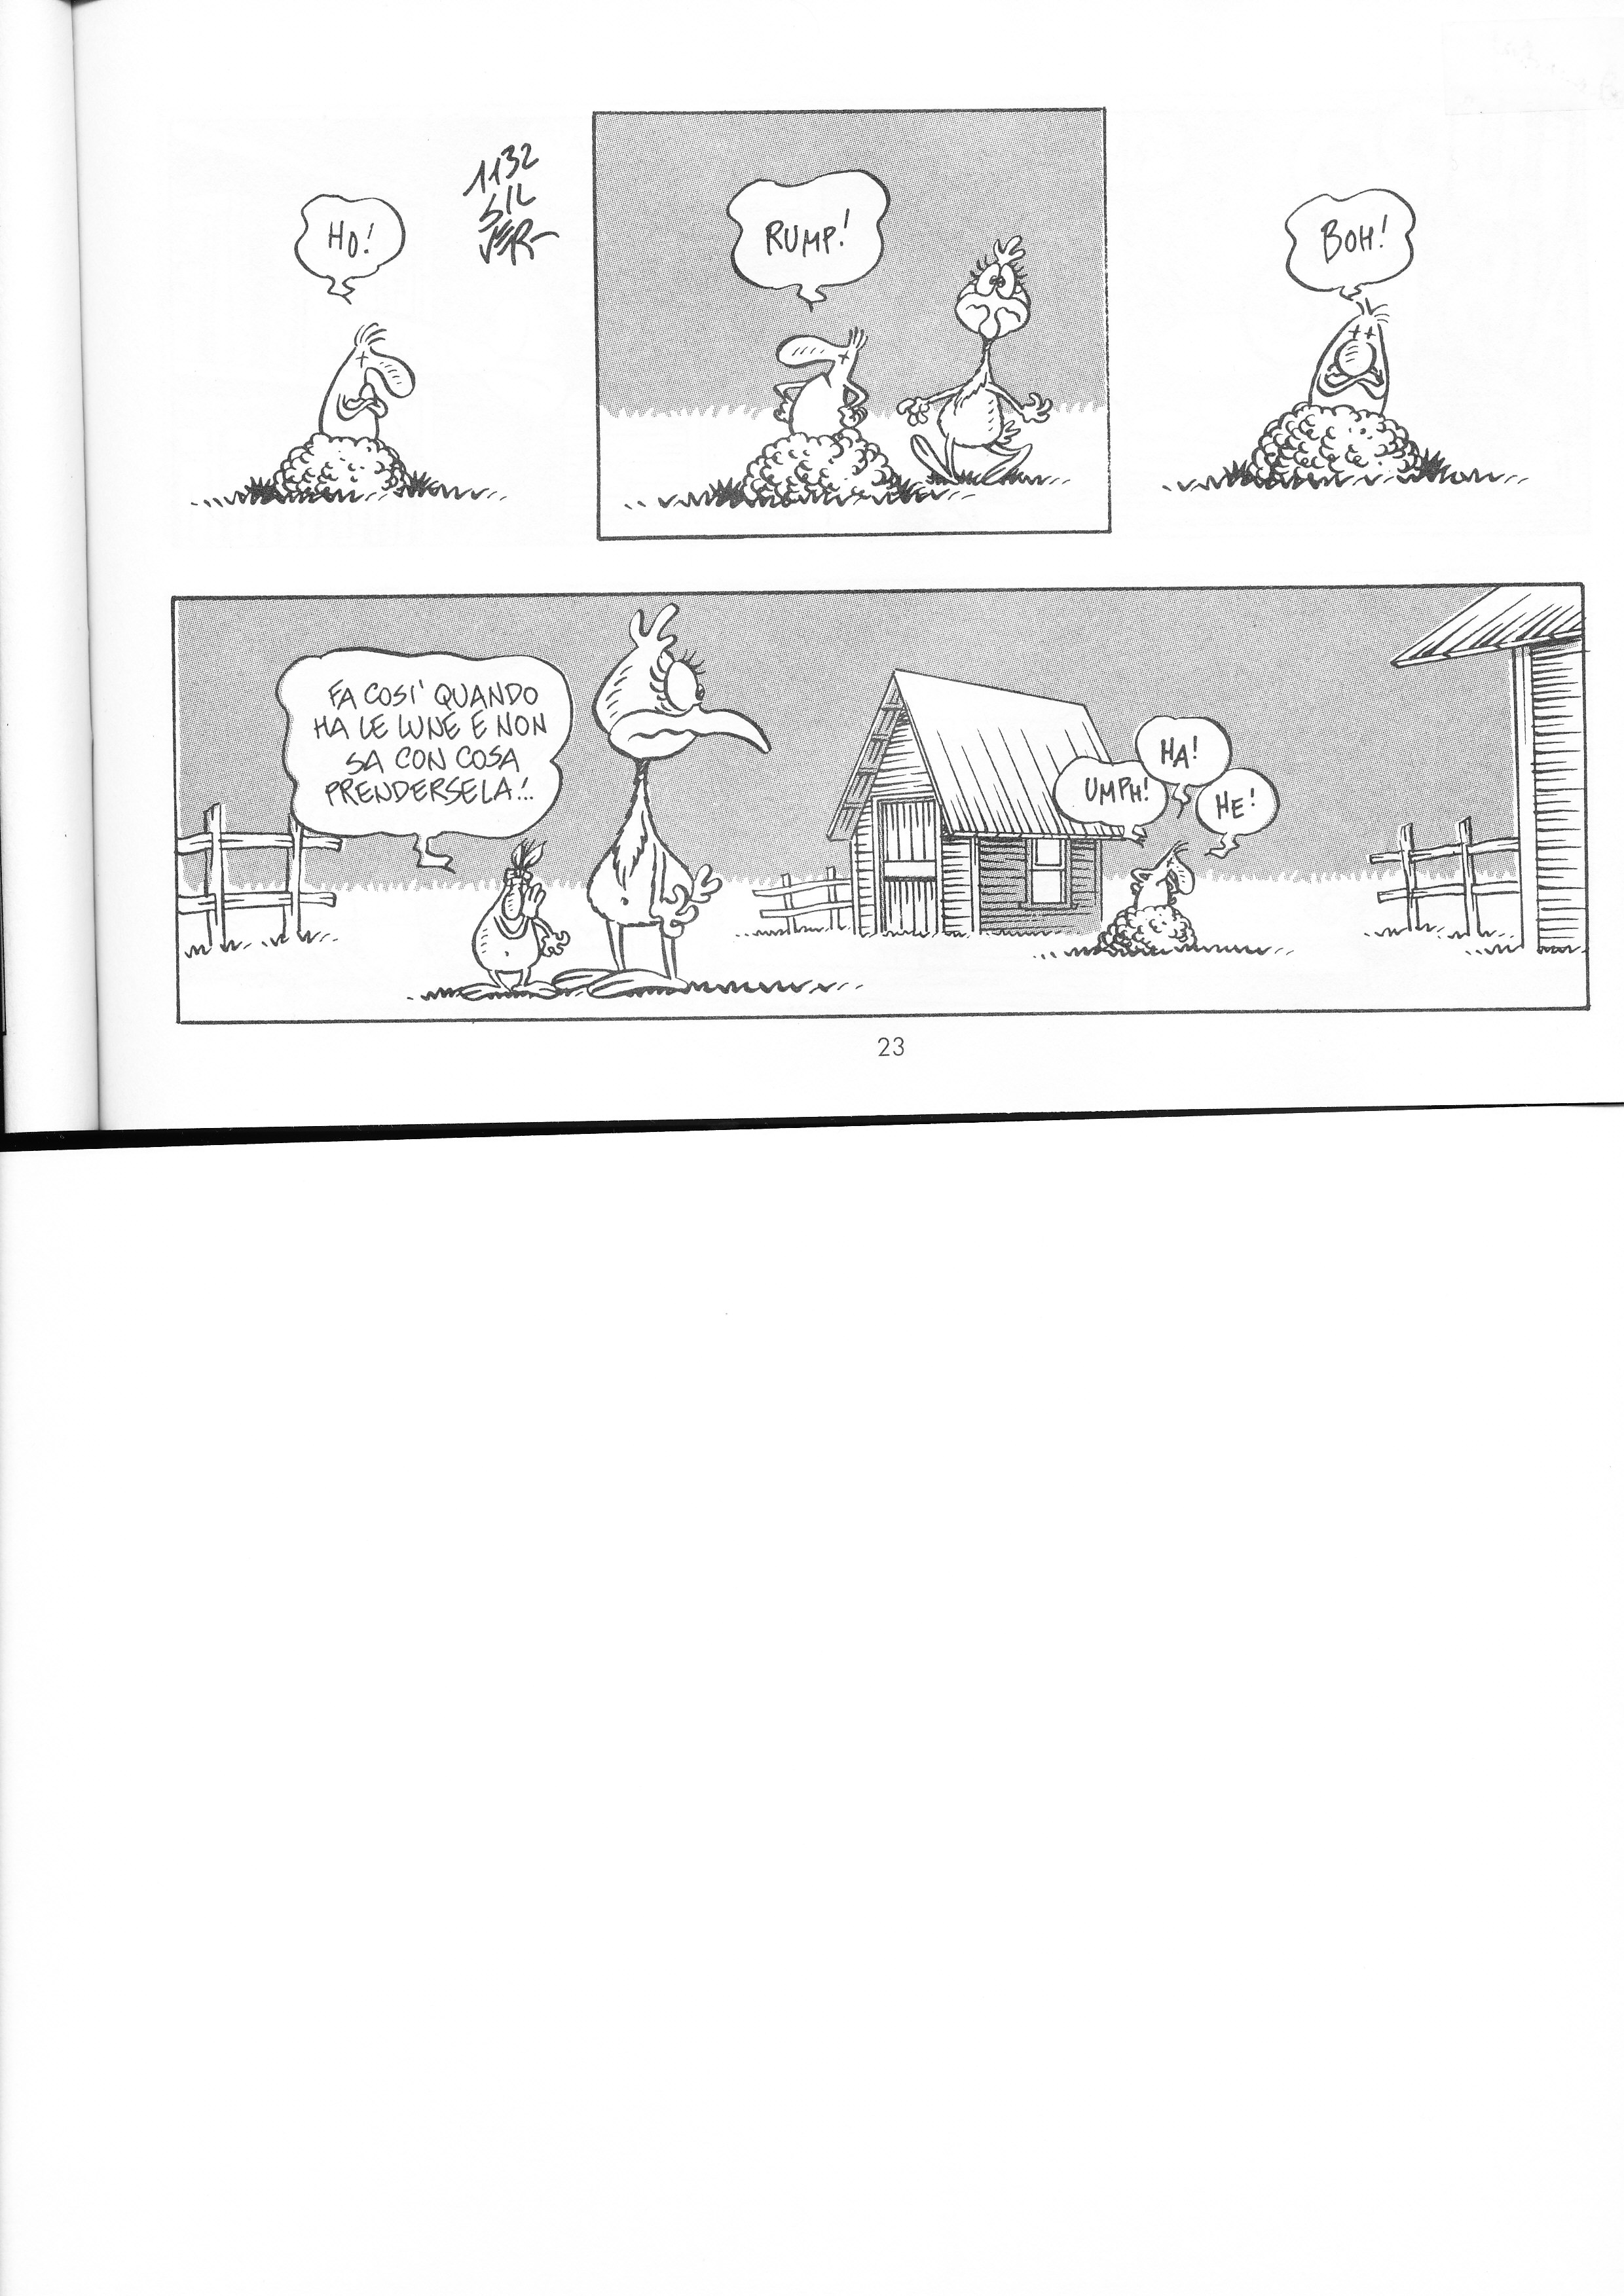 HO!
1132
SIL
VER
RUMP!
BOH!
FA COSI' QUANDO
HA LE LUNE E NON
SA CON COSA
PRENDERSELA!..
UMPH!
HA!
HE!
23